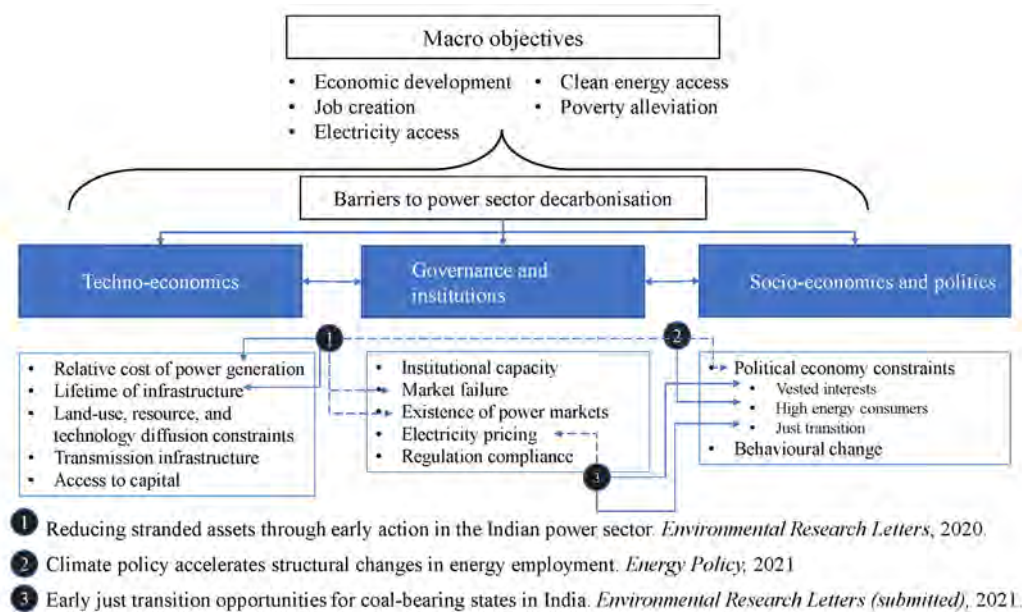 Macro objectives
• Economic development
• Job creation
• Electricity access
• Clean energy access
• Poverty alleviation
Barriers to power sector decarbonisation
Techno-economics
Governance and
institutions
Socio-economics and politics
1
2
• Relative cost of power generation
• Lifetime of infrastructure
• Land-use, resource, and
technology diffusion constraints
• Transmission infrastructure
• Access to capital
• Institutional capacity
• Market failure
• Existence of power markets
• Electricity pricing
• Regulation compliance
3
• Political economy constraints
• Vested interests
• High energy consumers
• Just transition
• Behavioural change
1 Reducing stranded assets through early action in the Indian power sector. Environmental Research Letters, 2020.
2 Climate policy accelerates structural changes in energy employment. Energy Policy, 2021
3 Early just transition opportunities for coal-bearing states in India. Environmental Research Letters (submitted), 2021.